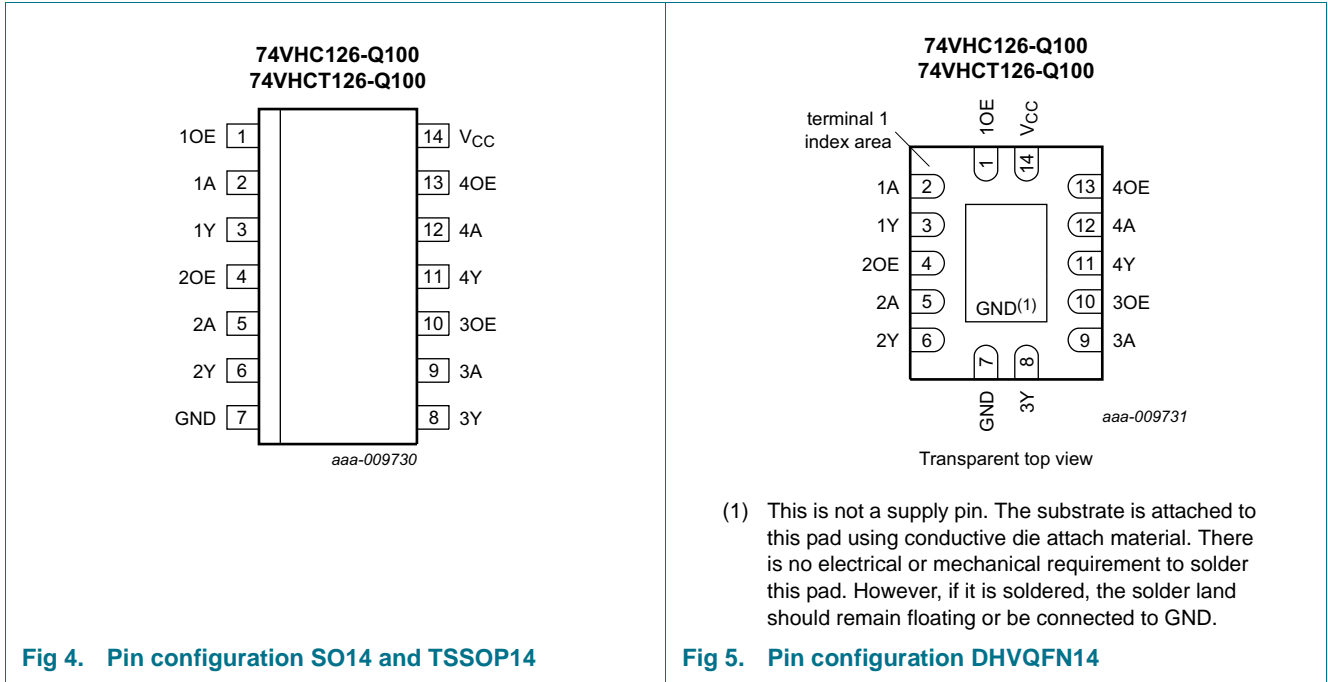 74VHC126-Q100
74VHCT126-Q100
1OE 1
14 VCC
1A 2
13 4OE
1Y 3
12 4A
2OE 4
11 4Y
2A 5
10 3OE
2Y 6
9 3A
GND 7
8 3Y
aaa-009730
Fig 4. Pin configuration SO14 and TSSOP14
74VHC126-Q100
74VHCT126-Q100
terminal 1
index area
1OE
VCC
1
14
1A 2
13 4OE
1Y 3
12 4A
2OE 4
11 4Y
2A 5
10 3OE
GND(1)
2Y 6
9 3A
7
8
GND
3Y
aaa-009731
Transparent top view
(1) This is not a supply pin. The substrate is attached to
this pad using conductive die attach material. There
is no electrical or mechanical requirement to solder
this pad. However, if it is soldered, the solder land
should remain floating or be connected to GND.
Fig 5. Pin configuration DHVQFN14